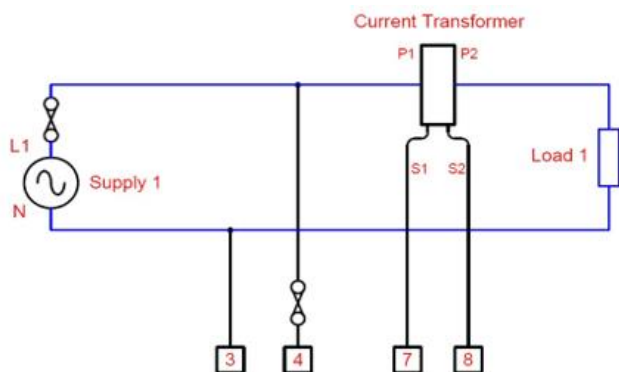 Current Transformer
P1 P2
L1
Supply 1
N
S1 S2
Load 1
3 4 7 8